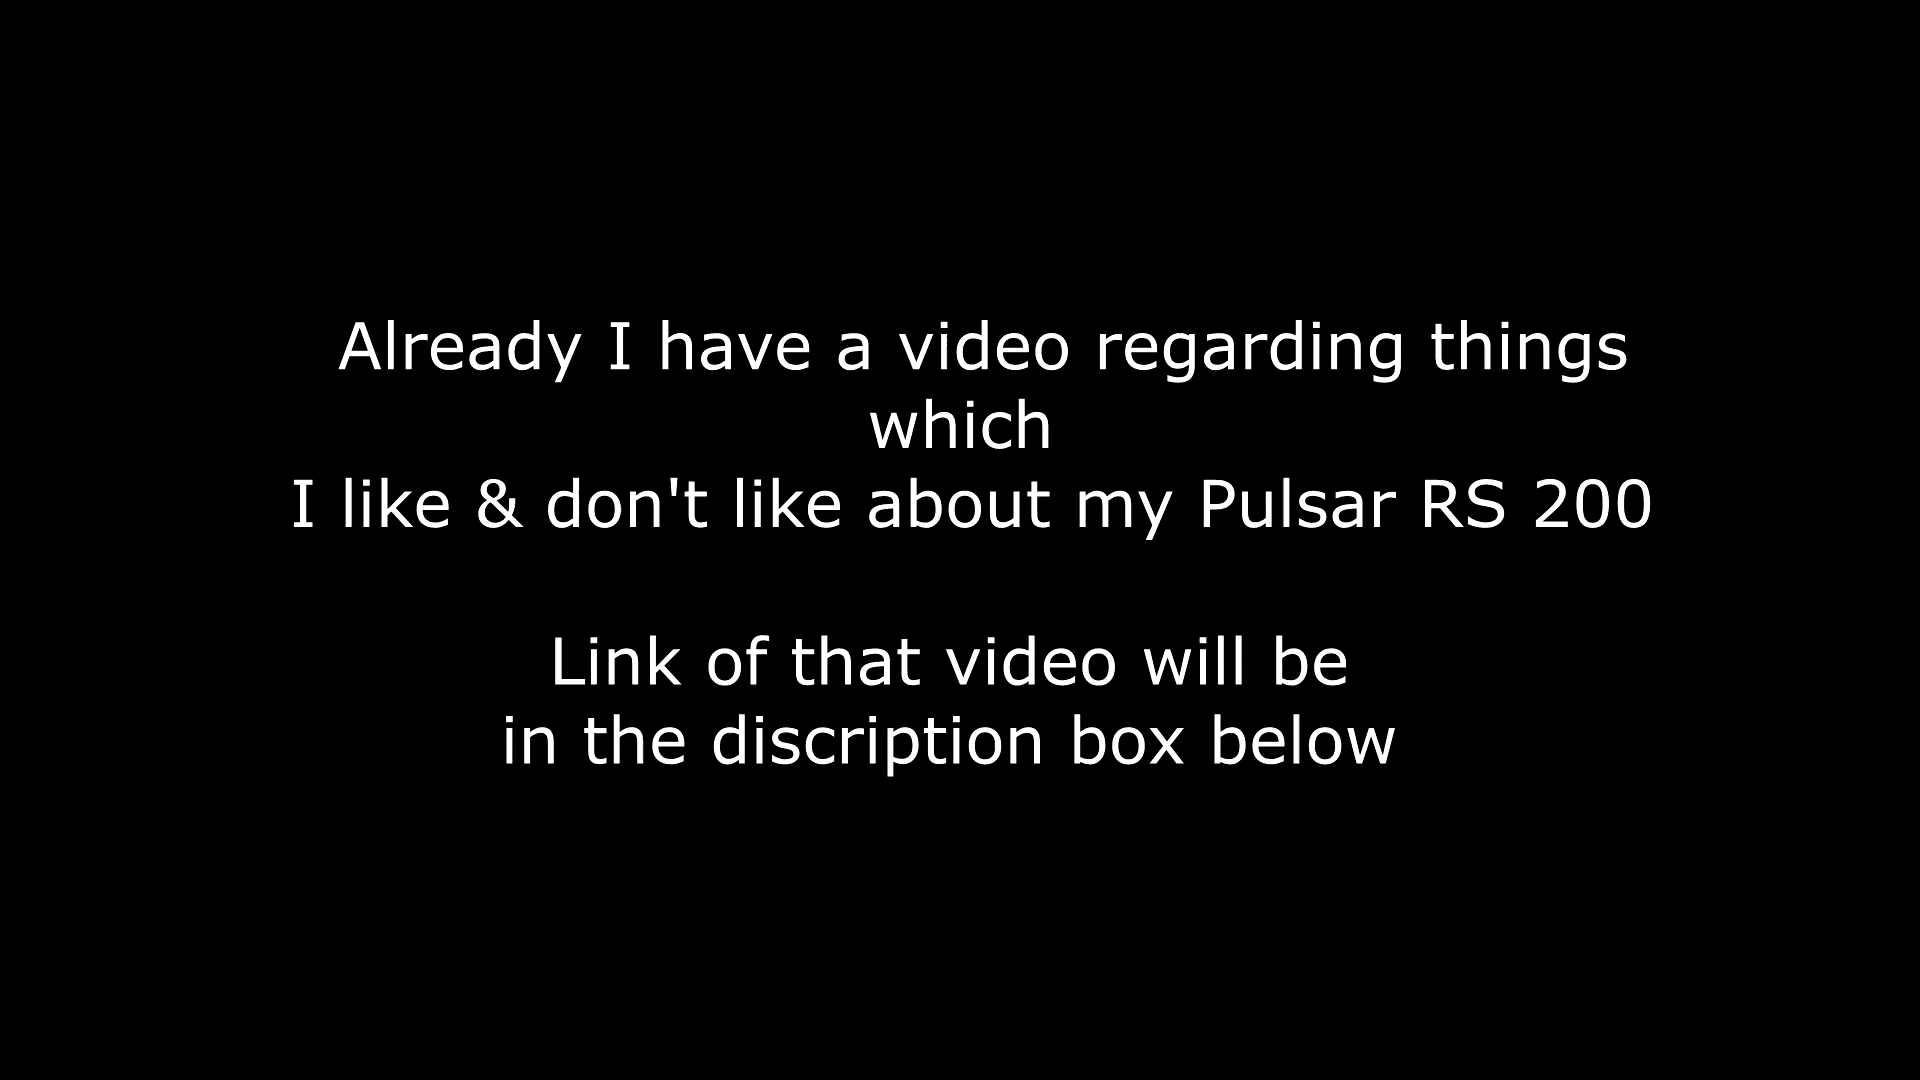 Already I have a video regarding things
which
I like & don't like about my Pulsar RS 200
Link of that video will be
in the discription box below